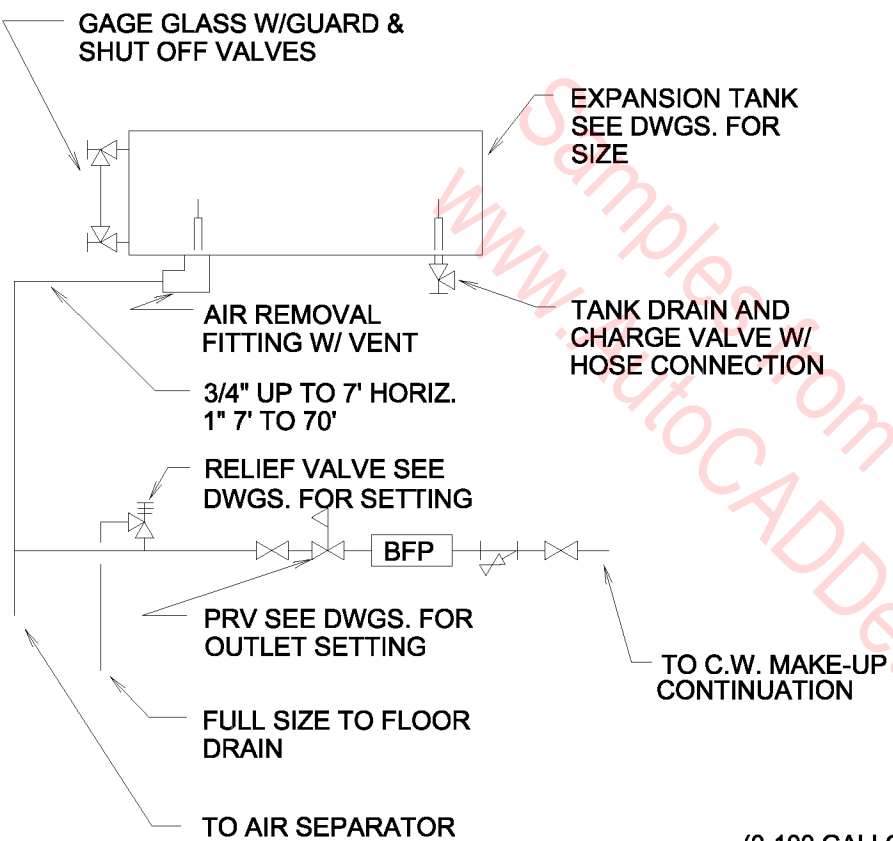 GAGE GLASS W/GUARD &
SHUT OFF VALVES
EXPANSION TANK
SEE DWGS. FOR
SIZE
AIR REMOVAL
FITTING W/ VENT
TANK DRAIN AND
CHARGE VALVE W/
HOSE CONNECTION
3/4" UP TO 7' HORIZ.
1" 7' TO 70'
RELIEF VALVE SEE
DWGS. FOR SETTING
BFP
PRV SEE DWGS. FOR
OUTLET SETTING
TO C.W. MAKE-UP
CONTINUATION
FULL SIZE TO FLOOR
DRAIN
TO AIR SEPARATOR
Samples from